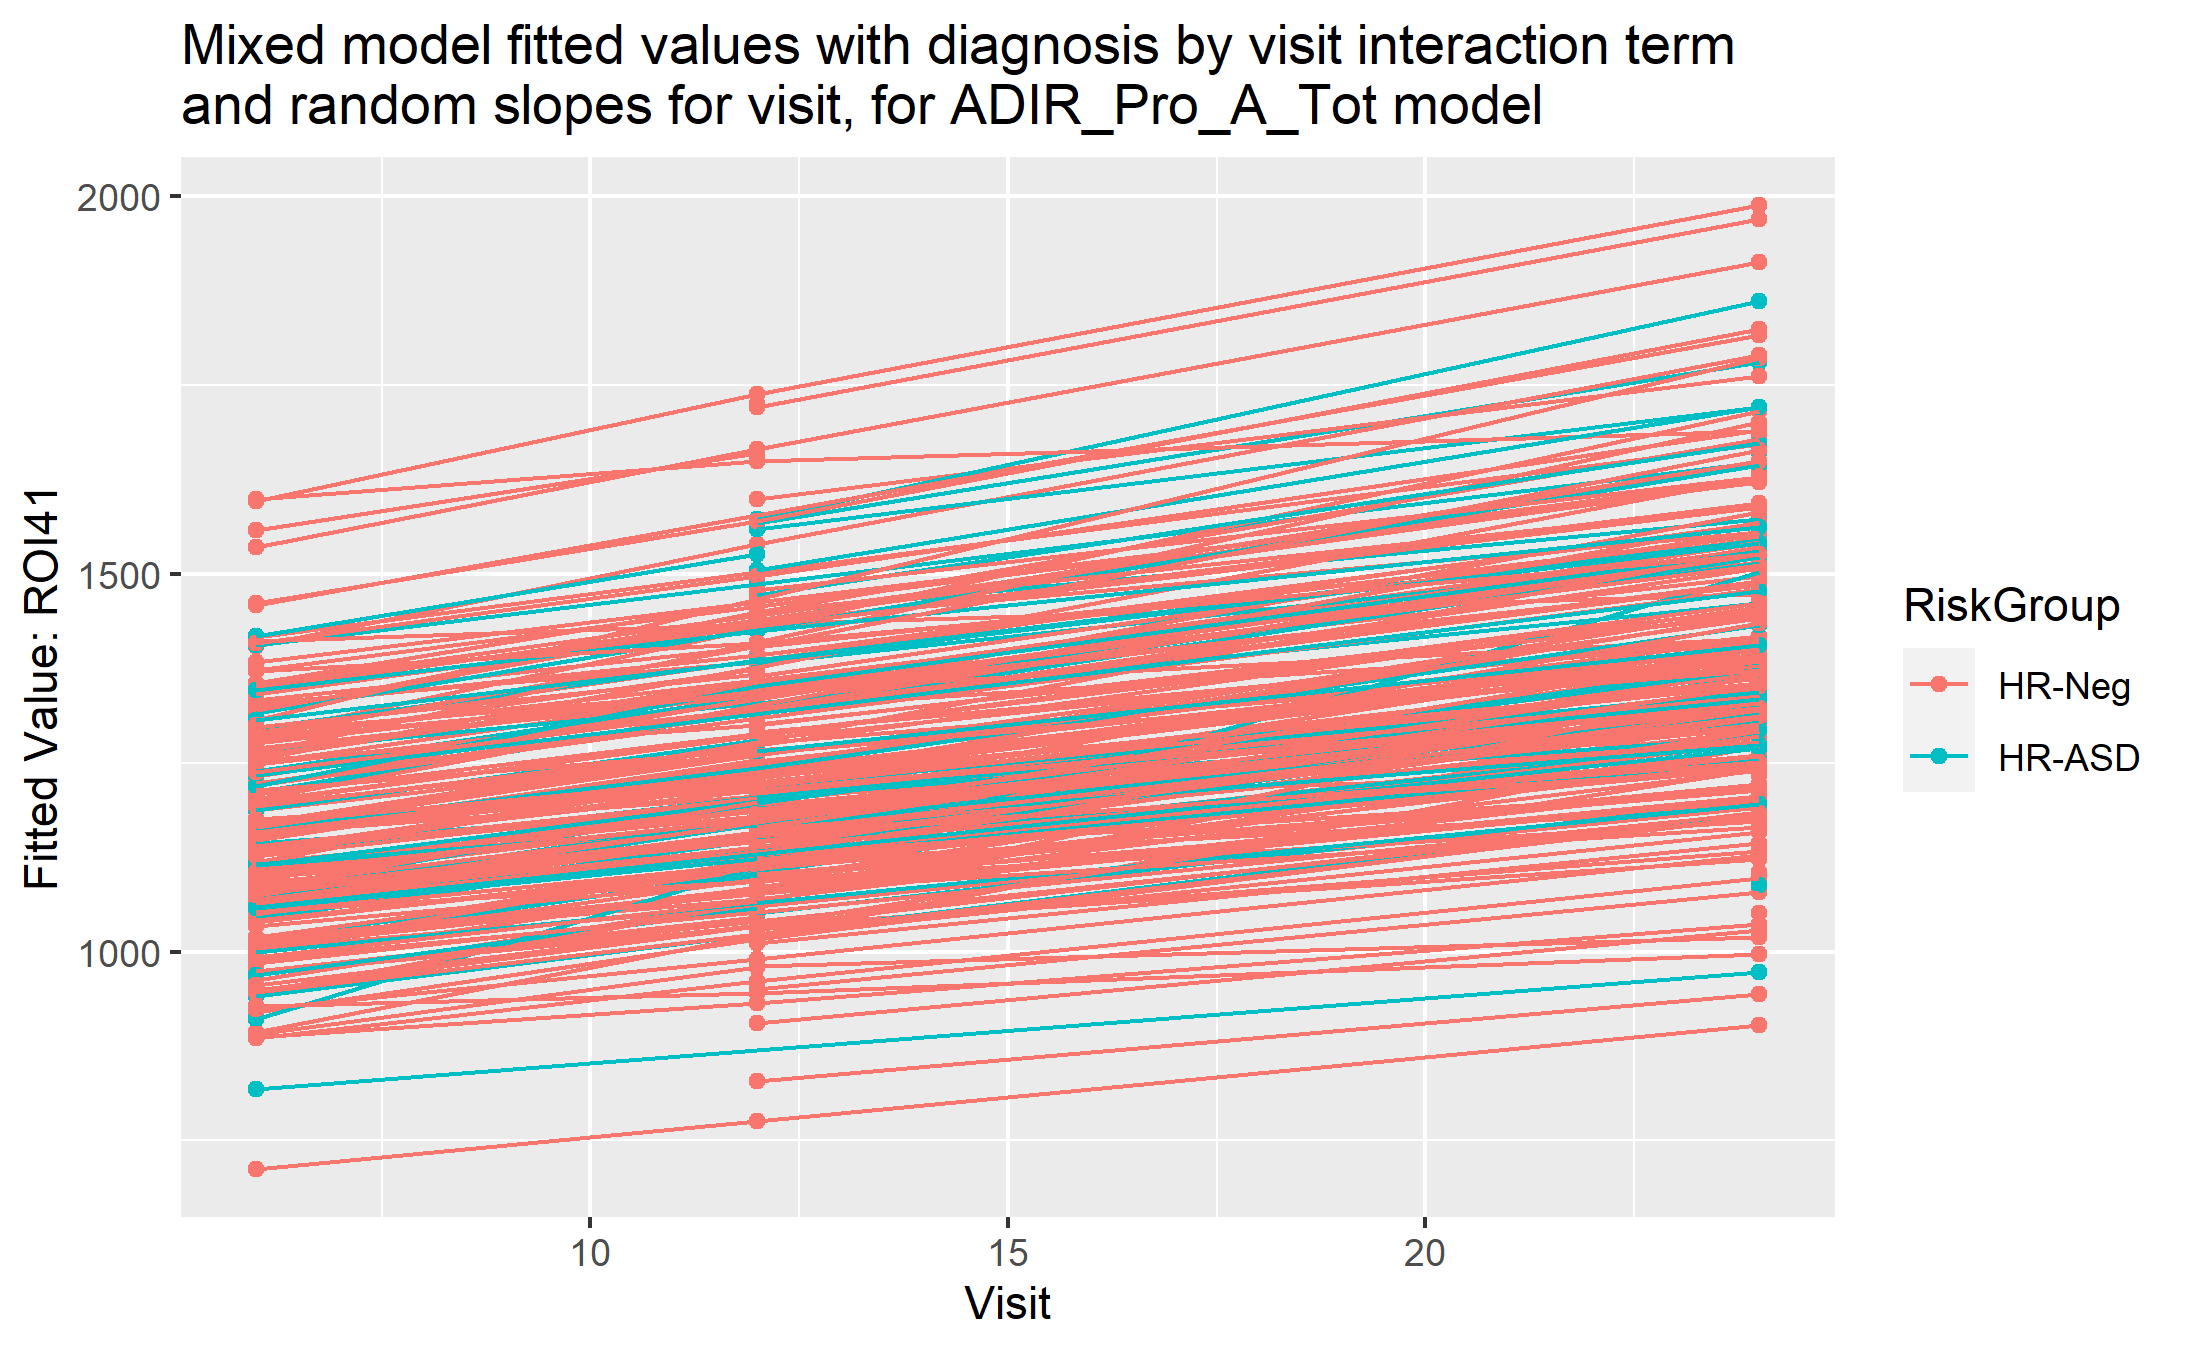 Mixed model fitted values with diagnosis by visit interaction term
and random slopes for visit, for ADIR_Pro_A_Tot model
2000
1500
1000
Fitted Value: ROI41
10
15
20
Visit
RiskGroup
HR-Neg
HR-ASD